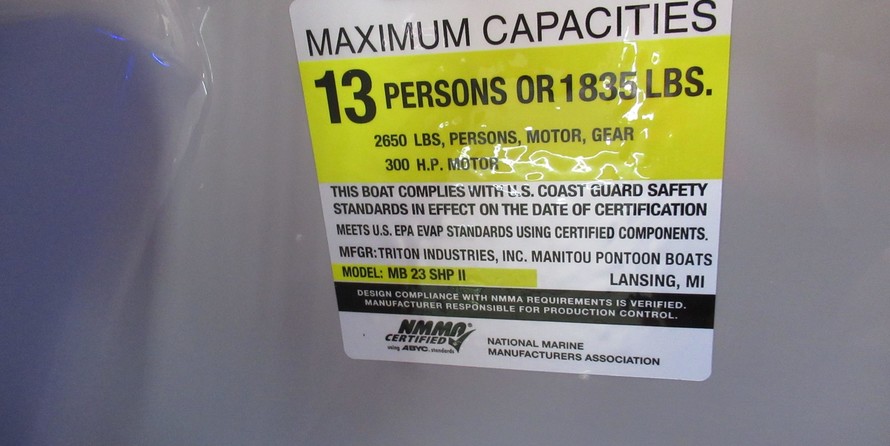 MAXIMUM CAPACITIES
13 PERSONS OR 1835 LBS.
2650 LBS, PERSONS, MOTOR, GEAR
300 H.P. MOTOR
THIS BOAT COMPLIES WITH U.S. COAST GUARD SAFETY
STANDARDS IN EFFECT ON THE DATE OF CERTIFICATION
MEETS U.S. EPA EVAP STANDARDS USING CERTIFIED COMPONENTS.
MFGR: TRITON INDUSTRIES, INC. MANITOU PONTOON BOATS
MODEL: MB 23 SHP II LANSING, MI
DESIGN COMPLIANCE WITH NMMA REQUIREMENTS IS VERIFIED.
MANUFACTURER RESPONSIBLE FOR PRODUCTION CONTROL.
NMMA®
CERTIFIED
using ABYC. standards
NATIONAL MARINE
MANUFACTURERS ASSOCIATION